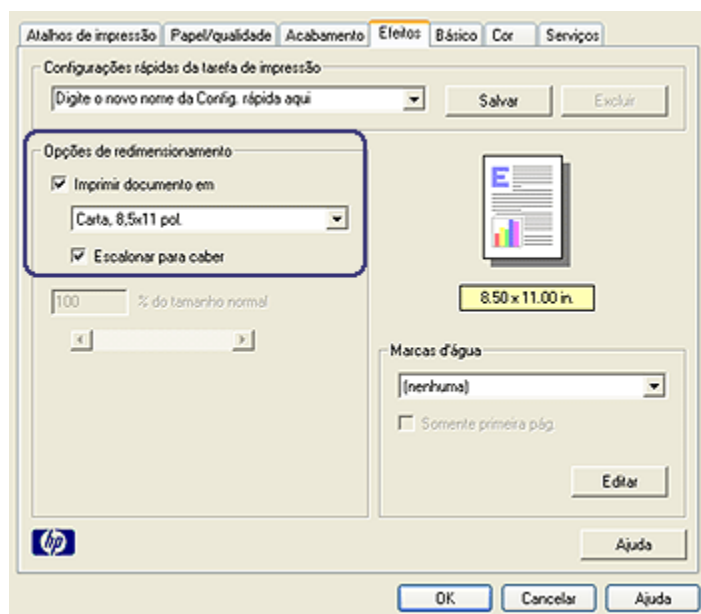 Atalhos de impressão Papel/qualidade Acabamento Efeitos Básico Cor Serviços
Configurações rápidas da tarefa de impressão
Digite o novo nome da Config. rápida aqui Salvar Excluir
Opções de redimensionamento
Imprimir documento em
Carta, 8,5x11 pol.
Escalonar para caber
100 % do tamanho normal
E
8.50 x 11.00 in.
Marcas d'água
(nenhuma)
Somente primeira pág.
Editar
hp Ajuda
OK Cancelar Ajuda